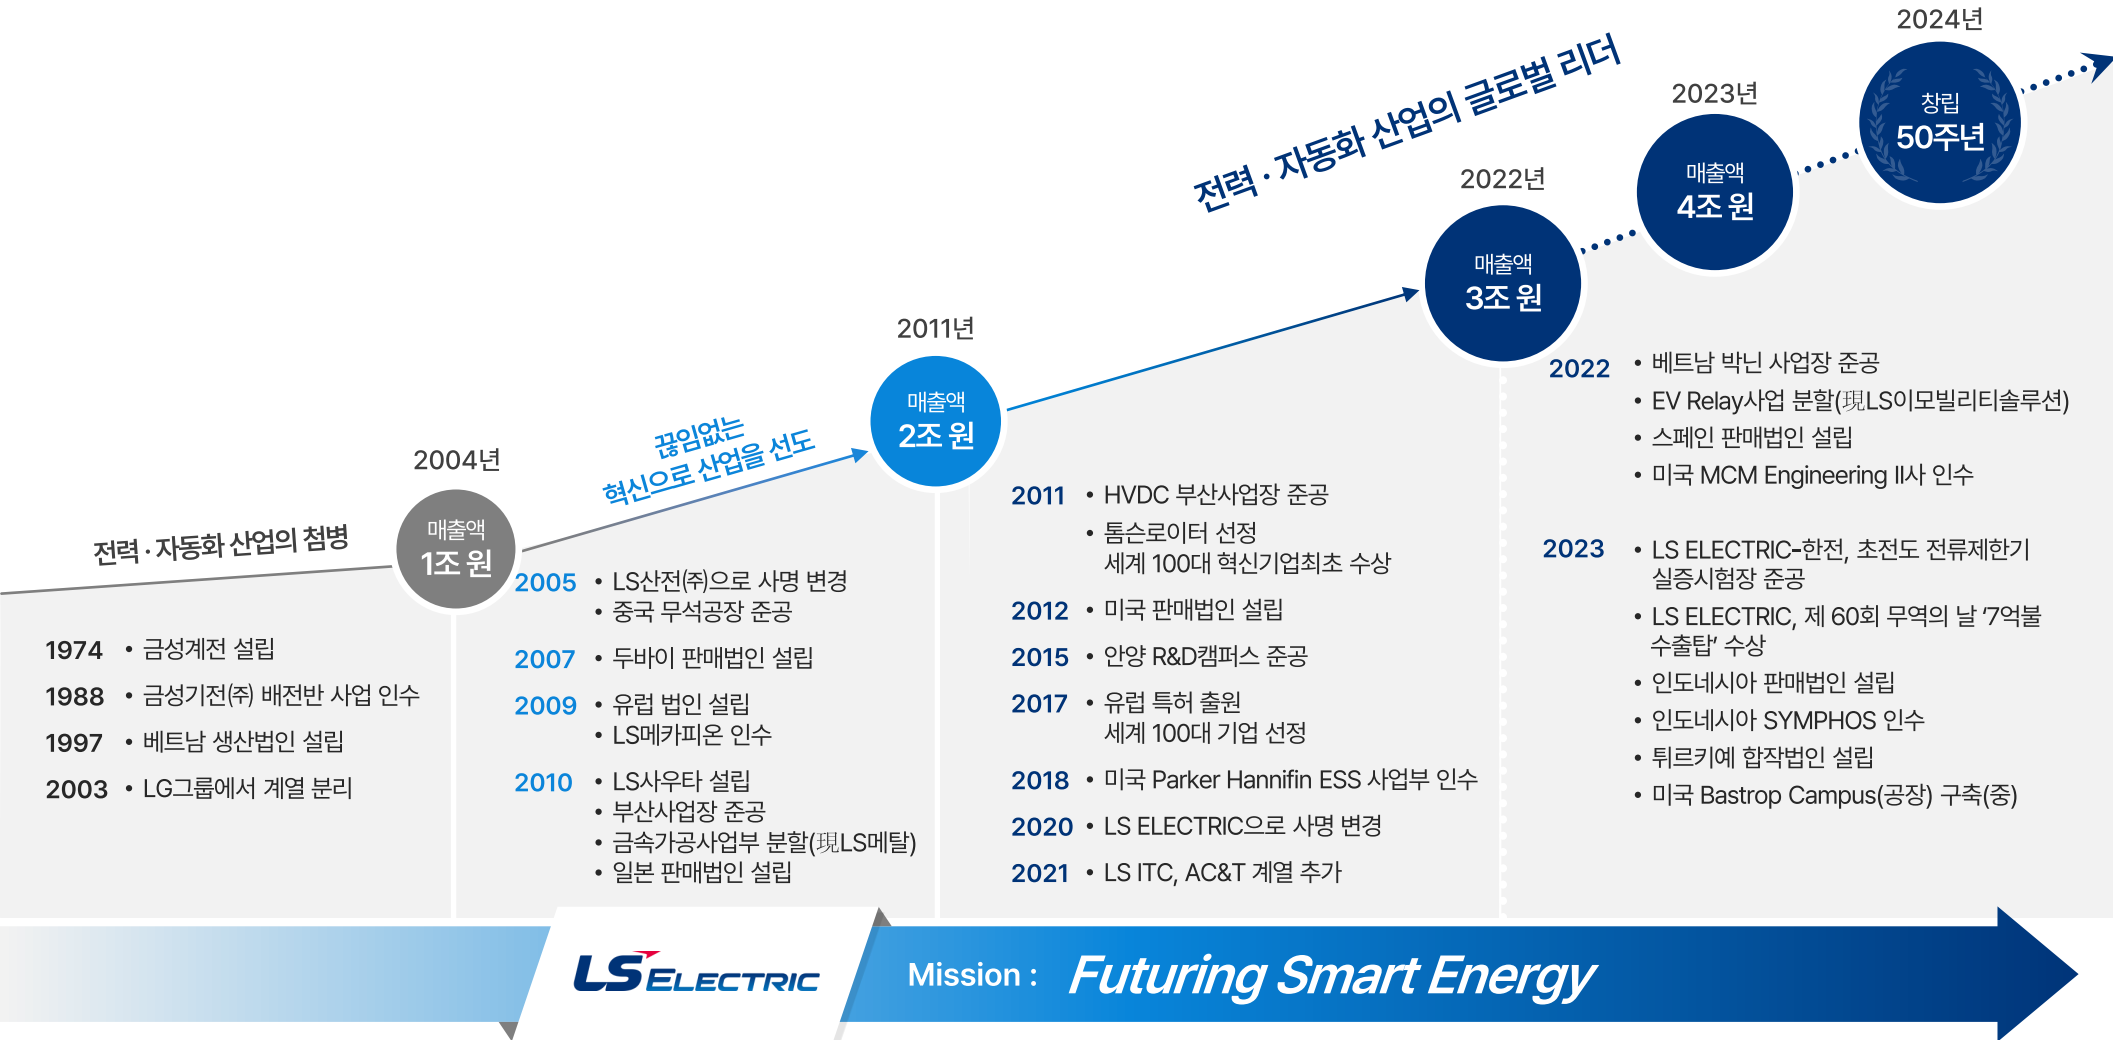 전력 · 자동화 산업의 첨병
2004년
매출액
1조 원
1974 • 금성계전 설립
1988 • 금성기전㈜ 배전반 사업 인수
1997 • 베트남 생산법인 설립
2003 • LG그룹에서 계열 분리
끊임없는
혁신으로 산업을 선도
2011년
매출액
2조 원
2005 • LS산전㈜으로 사명 변경
• 중국 무석공장 준공
2007 • 두바이 판매법인 설립
2009 • 유럽 법인 설립
• LS메카피온 인수
2010 • LS사우타 설립
• 부산사업장 준공
• 금속가공사업부 분할(現LS메탈)
• 일본 판매법인 설립
전력 · 자동화 산업의 글로벌 리더
2022년
매출액
3조 원
2011 • HVDC 부산사업장 준공
• 톰슨로이터 선정
세계 100대 혁신기업최초 수상
2012 • 미국 판매법인 설립
2015 • 안양 R&D캠퍼스 준공
2017 • 유럽 특허 출원
세계 100대 기업 선정
2018 • 미국 Parker Hannifin ESS 사업부 인수
2020 • LS ELECTRIC으로 사명 변경
2021 • LS ITC, AC&T 계열 추가
2023년
매출액
4조 원
2024년
창립
50주년
2022 • 베트남 박닌 사업장 준공
• EV Relay사업 분할(現LS이모빌리티솔루션)
• 스페인 판매법인 설립
• 미국 MCM Engineering II사 인수
2023 • LS ELECTRIC-한전, 초전도 전류제한기
실증시험장 준공
• LS ELECTRIC, 제 60회 무역의 날 ‘7억불
수출탑’ 수상
• 인도네시아 판매법인 설립
• 인도네시아 SYMPHOS 인수
• 튀르키예 합작법인 설립
• 미국 Bastrop Campus(공장) 구축(중)
LS ELECTRIC
Mission : Futuring Smart Energy